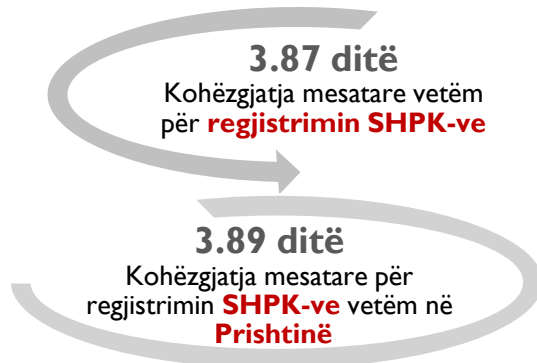 3.87 ditë
Kohëzgjatja mesatare vetëm
për regjistrimin SHPK-ve
3.89 ditë
Kohëzgjatja mesatare për
regjistrimin SHPK-ve vetëm në
Prishtinë